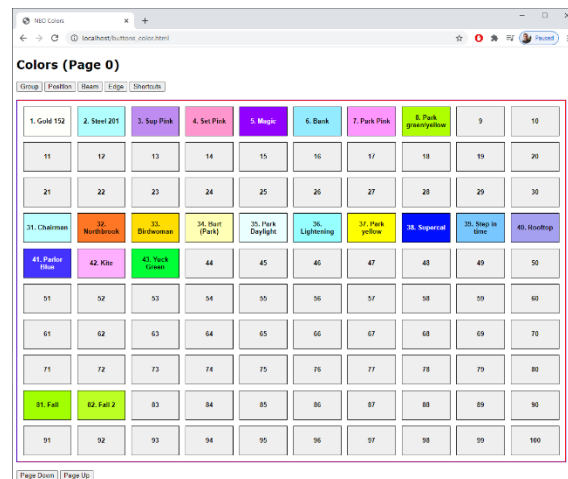 NEO Colors
localhost/buttons_color.html
Paused
Colors (Page 0)
Group Position Beam Edge Shortcuts
1. Gold 152 2. Steel 201 3. Sup Pink 4. Set Pink 5. Magic 6. Bank 7. Park Pink 8. Park greenyellow 9 10
11 12 13 14 15 16 17 18 19 20
21 22 23 24 25 26 27 28 29 30
31. Chairman 32. Northbrook 33. Birdwoman 34. Bert (Park) 35. Park Daylight 36. Lightening 37. Park yellow 38. Supercal 39. Step in time 40. Rooftop
41. Parlor Blue 42. Kite 43. Yuck Green 44 45 46 47 48 49 50
51 52 53 54 55 56 57 58 59 60
61 62 63 64 65 66 67 68 69 70
71 72 73 74 75 76 77 78 79 80
81. Fall 82. Fall 2 83 84 85 86 87 88 89 90
91 92 93 94 95 96 97 98 99 100
Page Down Page Up